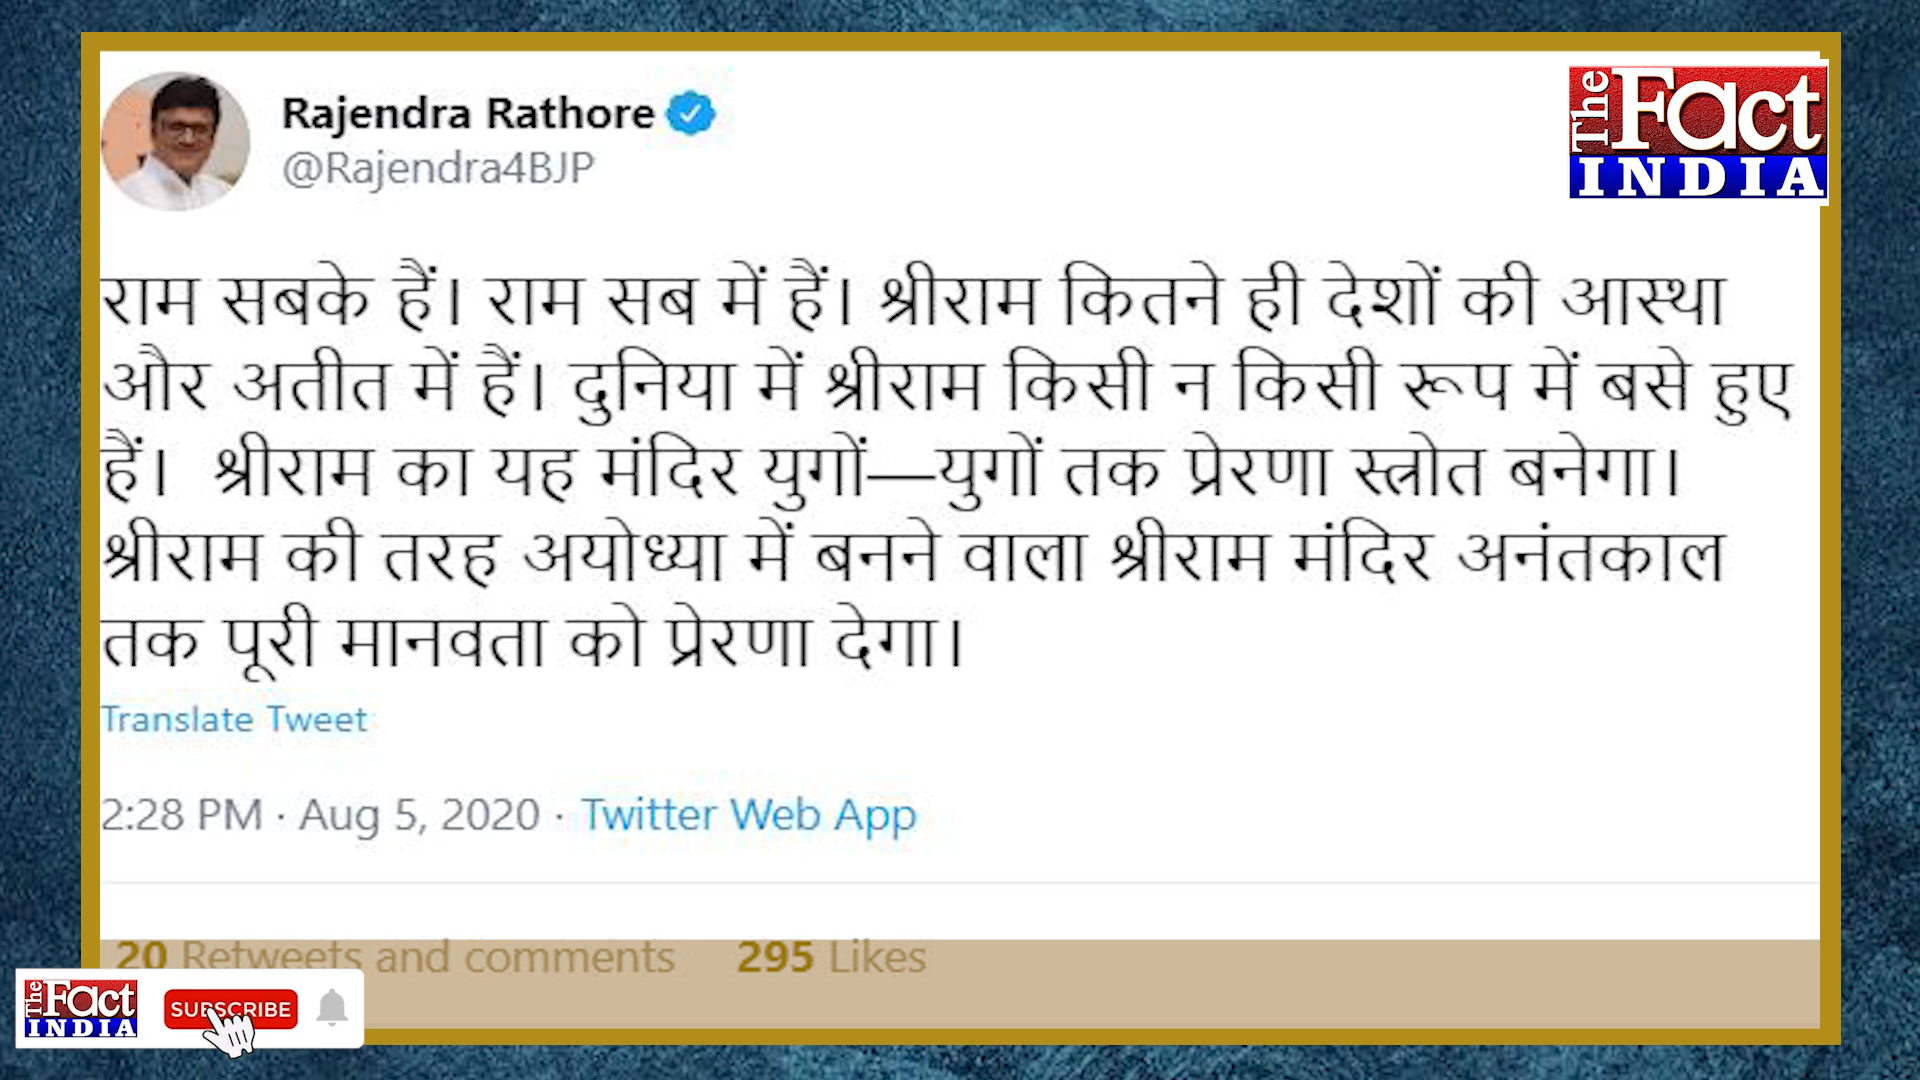 Rajendra Rathore
@Rajendra4BJP
The Fact
INDIA
राम सबके हैं। राम सब में हैं। श्रीराम कितने ही देशों की आस्था
और अतीत में हैं। दुनिया में श्रीराम किसी न किसी रूप में बसे हुए
हैं। श्रीराम का यह मंदिर युगों—युगों तक प्रेरणा स्त्रोत बनेगा।
श्रीराम की तरह अयोध्या में बनने वाला श्रीराम मंदिर अनंतकाल
तक पूरी मानवता को प्रेरणा देगा।
Translate Tweet
2:28 PM · Aug 5, 2020 · Twitter Web App
20 Retweets and comments 295 Likes
The Fact
INDIA
SUBSCRIBE